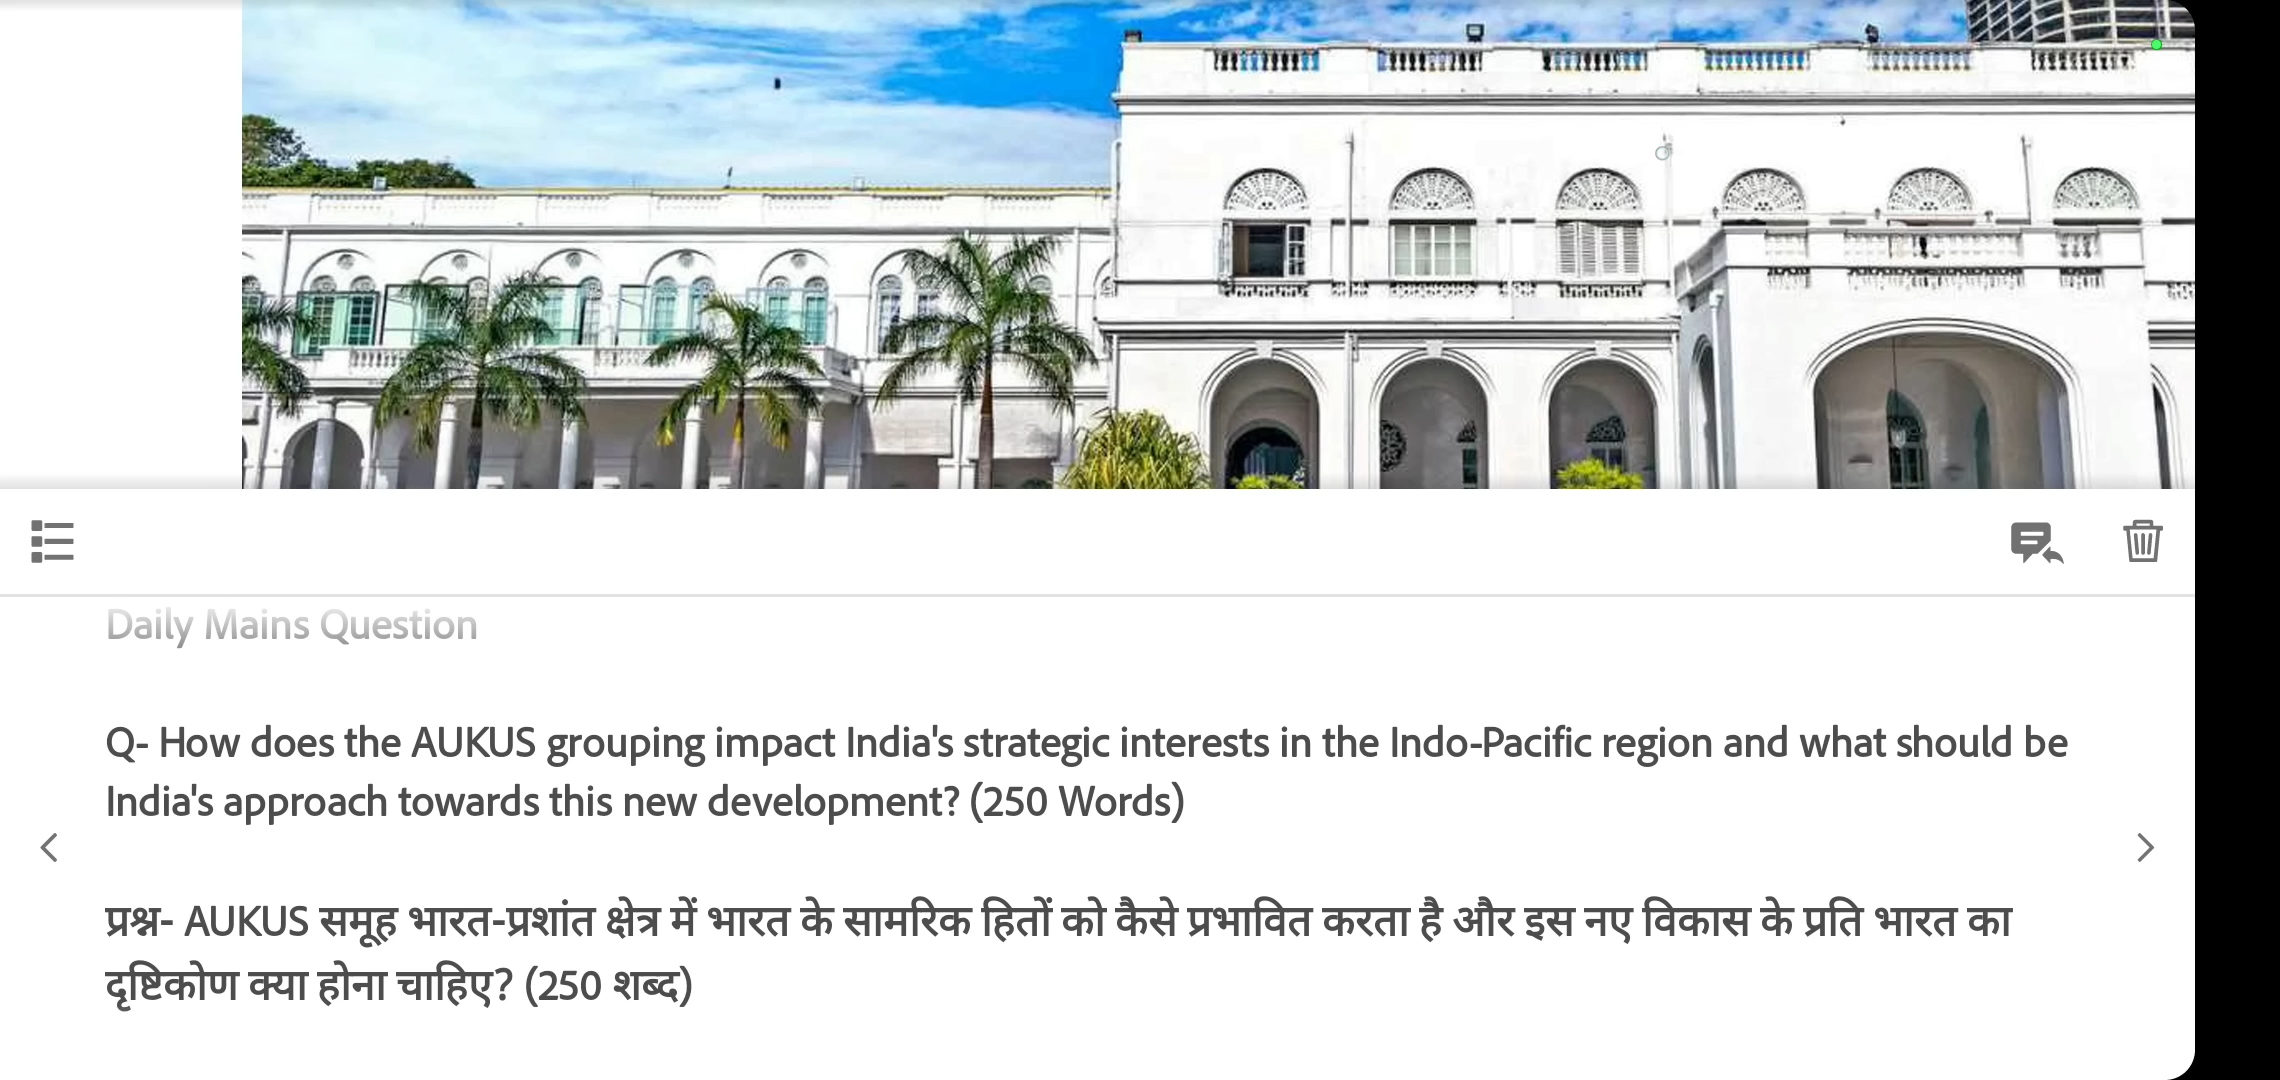 Daily Mains Question
Q- How does the AUKUS grouping impact India's strategic interests in the Indo-Pacific region and what should be
India's approach towards this new development? (250 Words)
प्रश्न- AUKUS समूह भारत-प्रशांत क्षेत्र में भारत के सामरिक हितों को कैसे प्रभावित करता है और इस नए विकास के प्रति भारत का
दृष्टिकोण क्या होना चाहिए? (250 शब्द)